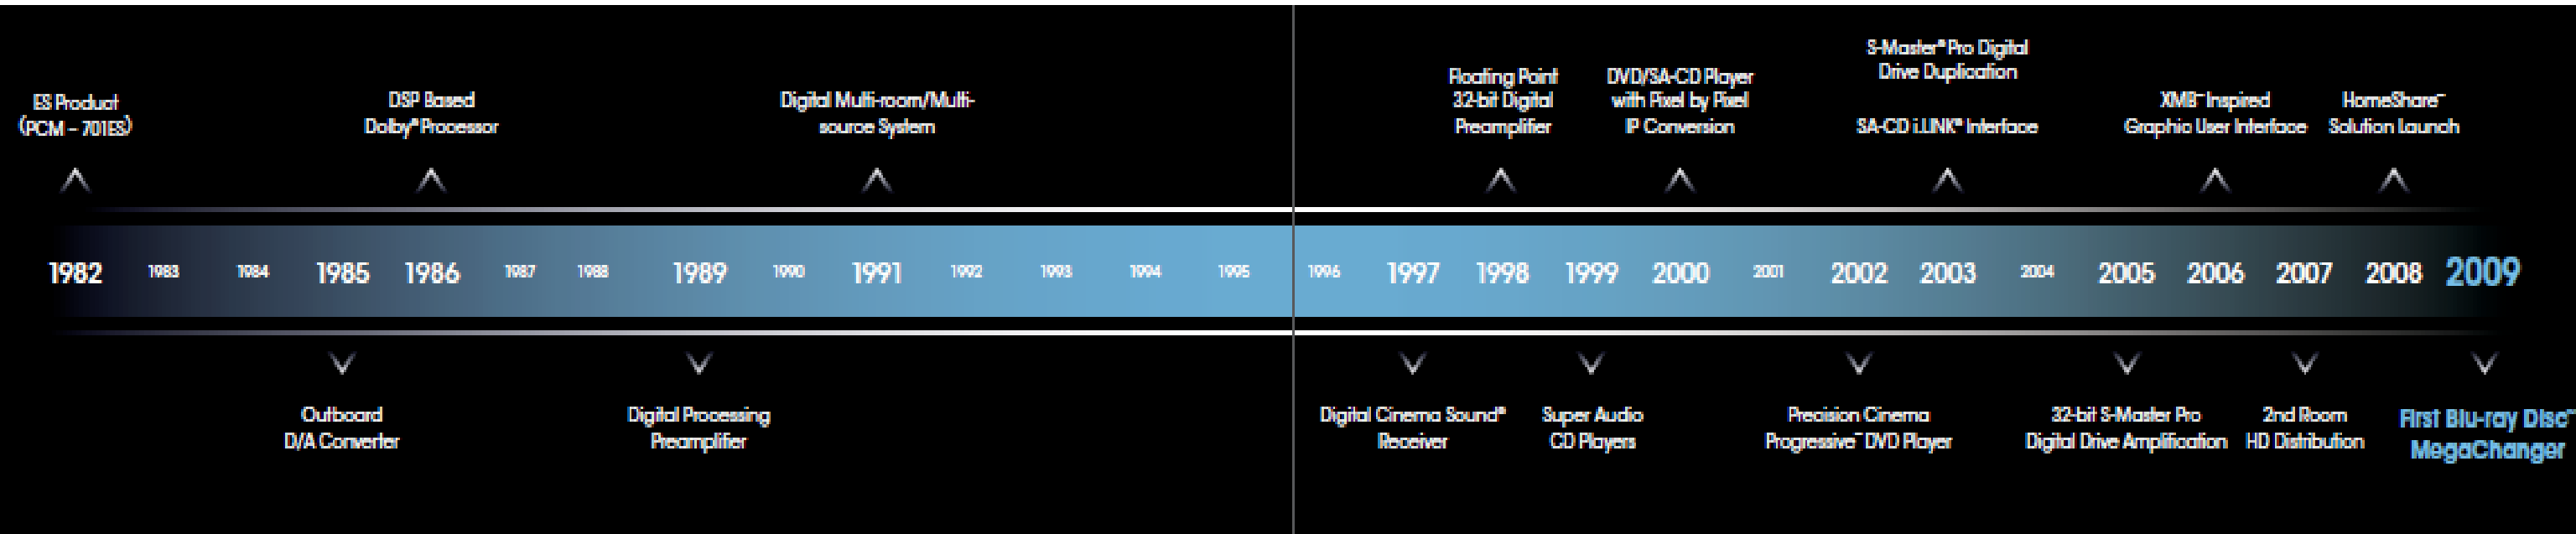 S-Master® Pro Digital
Drive Duplication
SA-CD i.LINK® Interface
ES Product
(PCM – 701ES)
DSP Based
Dolby® Processor
Digital Multi-room/Multi-
source System
Floating Point
32-bit Digital
Preamplifier
DVD/SA-CD Player
with Pixel by Pixel
IP Conversion
XMB™ Inspired
Graphic User Interface
HomeShare™
Solution Launch
1982 1983 1984 1985 1986 1987 1988 1989 1990 1991 1992 1993 1994 1995 1996 1997 1998 1999 2000 2001 2002 2003 2004 2005 2006 2007 2008 2009
Outboard
D/A Converter
Digital Processing
Preamplifier
Digital Cinema Sound®
Receiver
Super Audio
CD Players
Precision Cinema
Progressive™ DVD Player
32-bit S-Master Pro
Digital Drive Amplification
2nd Room
HD Distribution
First Blu-ray Disc™
MegaChanger